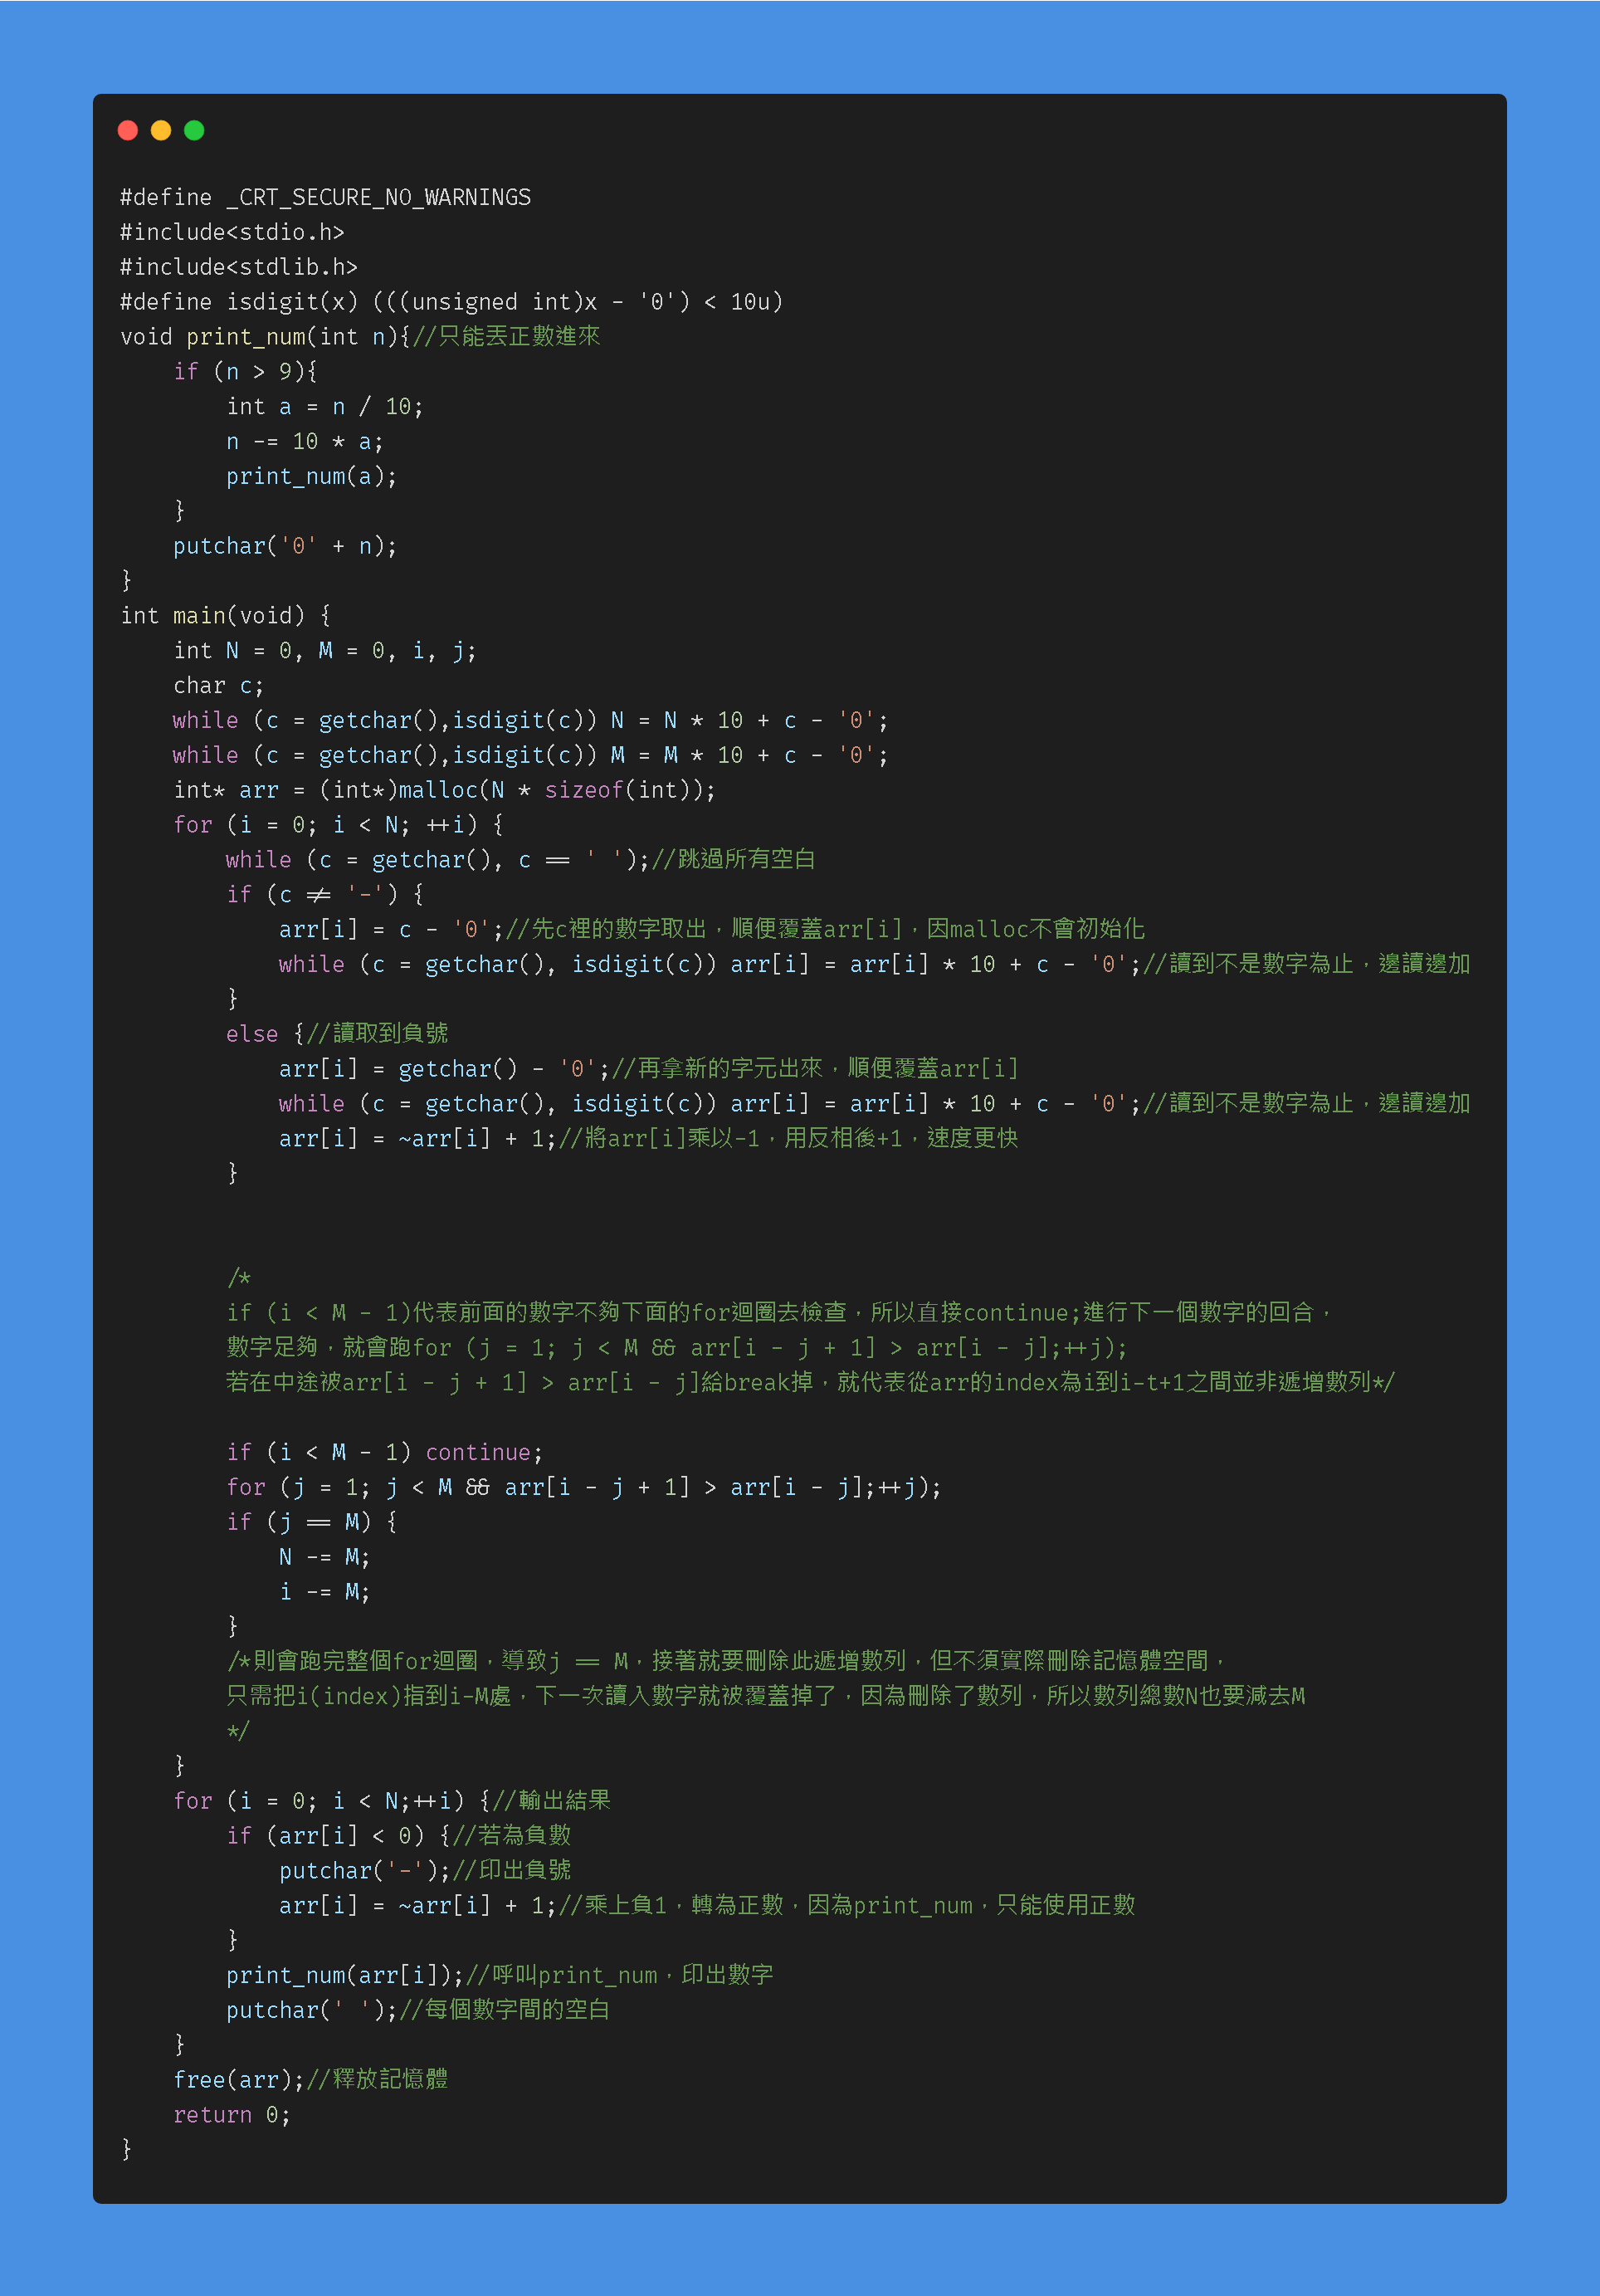 #define _CRT_SECURE_NO_WARNINGS
#include<stdio.h>
#include<stdlib.h>
#define isdigit(x) (((unsigned int)x - '0') < 10u)
void print_num(int n){//只能丟正數進來
    if (n > 9){
        int a = n / 10;
        n -= 10 * a;
        print_num(a);
    }
    putchar('0' + n);
}
int main(void) {
    int N = 0, M = 0, i, j;
    char c;
    while (c = getchar(),isdigit(c)) N = N * 10 + c - '0';
    while (c = getchar(),isdigit(c)) M = M * 10 + c - '0';
    int* arr = (int*)malloc(N * sizeof(int));
    for (i = 0; i < N; ++i) {
        while (c = getchar(), c == ' ');//跳過所有空白
        if (c != '-') {
            arr[i] = c - '0';//先c裡的數字取出，順便覆蓋arr[i]，因malloc不會初始化
            while (c = getchar(), isdigit(c)) arr[i] = arr[i] * 10 + c - '0';//讀到不是數字為止，邊讀邊加
        }
        else {//讀取到負號
            arr[i] = getchar() - '0';//再拿新的字元出來，順便覆蓋arr[i]
            while (c = getchar(), isdigit(c)) arr[i] = arr[i] * 10 + c - '0';//讀到不是數字為止，邊讀邊加
            arr[i] = ~arr[i] + 1;//將arr[i]乘以-1，用反相後+1，速度更快
        }
        /*
        if (i < M - 1)代表前面的數字不夠下面的for迴圈去檢查，所以直接continue;進行下一個數字的回合，
        數字足夠，就會跑for (j = 1; j < M && arr[i - j + 1] > arr[i - j];++j);
        若在中途被arr[i - j + 1] > arr[i - j]給break掉，就代表從arr的index為i到i-t+1之間並非遞增數列*/
        if (i < M - 1) continue;
        for (j = 1; j < M && arr[i - j + 1] > arr[i - j];++j);
        if (j == M) {
            N -= M;
            i -= M;
        }
        /*則會跑完整個for迴圈，導致j == M，接著就要刪除此遞增數列，但不須實際刪除記憶體空間，
        只需把i(index)指到i-M處，下一次讀入數字就被覆蓋掉了，因為刪除了數列，所以數列總數N也要減去M
        */
    }
    for (i = 0; i < N;++i) {//輸出結果
        if (arr[i] < 0) {//若為負數
            putchar('-');//印出負號
            arr[i] = ~arr[i] + 1;//乘上負1，轉為正數，因為print_num，只能使用正數
        }
        print_num(arr[i]);//呼叫print_num，印出數字
        putchar(' ');//每個數字間的空白
    }
    free(arr);//釋放記憶體
    return 0;
}